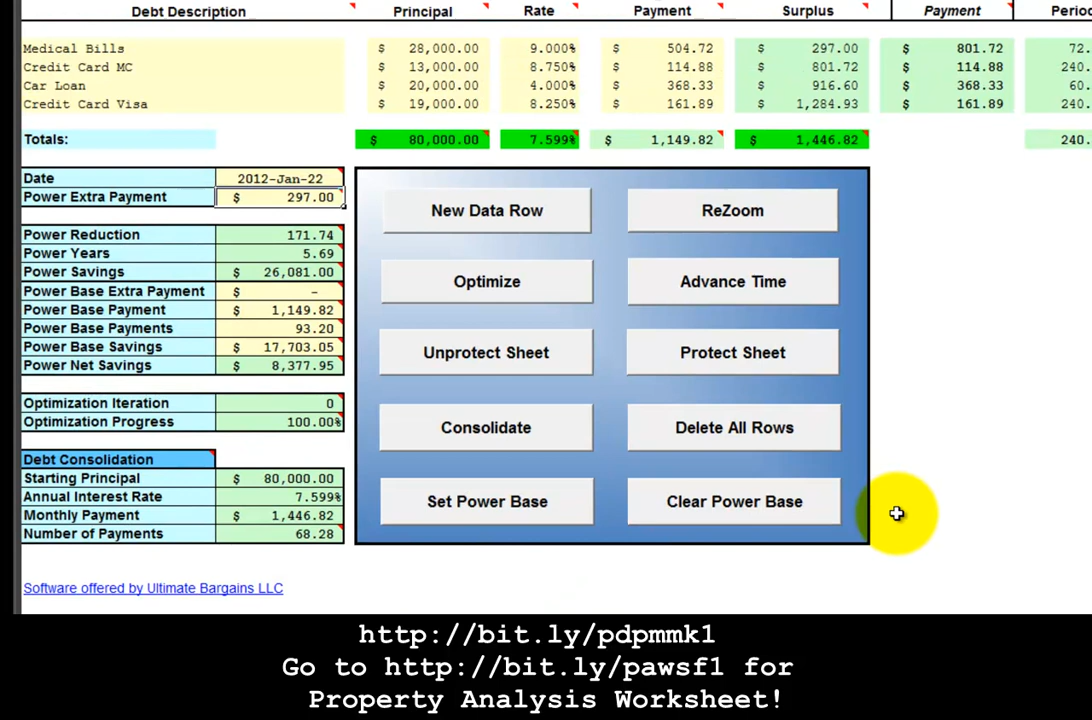 Debt Description Principal Rate Payment Surplus Payment Perio
Medical Bills $ 28,000.00 9.000% $ 504.72 $ 297.00 $ 801.72 72.
Credit Card MC $ 13,000.00 8.750% $ 114.88 $ 801.72 $ 114.88 240.
Car Loan $ 20,000.00 4.000% $ 368.33 $ 916.60 $ 368.33 60.
Credit Card Visa $ 19,000.00 8.250% $ 161.89 $ 1,284.93 $ 161.89 240.
Totals: $ 80,000.00 7.599% $ 1,149.82 $ 1,446.82 240.
Date 2012-Jan-22
Power Extra Payment $ 297.00
Power Reduction 171.74
Power Years 5.69
Power Savings $ 26,081.00
Power Base Extra Payment $ -
Power Base Payment $ 1,149.82
Power Base Payments 93.20
Power Base Savings $ 17,703.05
Power Net Savings $ 8,377.95
Optimization Iteration 0
Optimization Progress 100.00%
Debt Consolidation
Starting Principal $ 80,000.00
Annual Interest Rate 7.599%
Monthly Payment $ 1,446.82
Number of Payments 68.28
New Data Row ReZoom
Optimize Advance Time
Unprotect Sheet Protect Sheet
Consolidate Delete All Rows
Set Power Base Clear Power Base
Software offered by Ultimate Bargains LLC
http://bit.ly/pdpmmk1
Go to http://bit.ly/pawsf1 for
Property Analysis Worksheet!